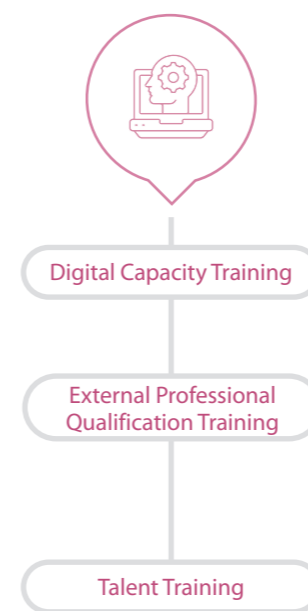 Digital Capacity Training
External Professional
Qualification Training
Talent Training